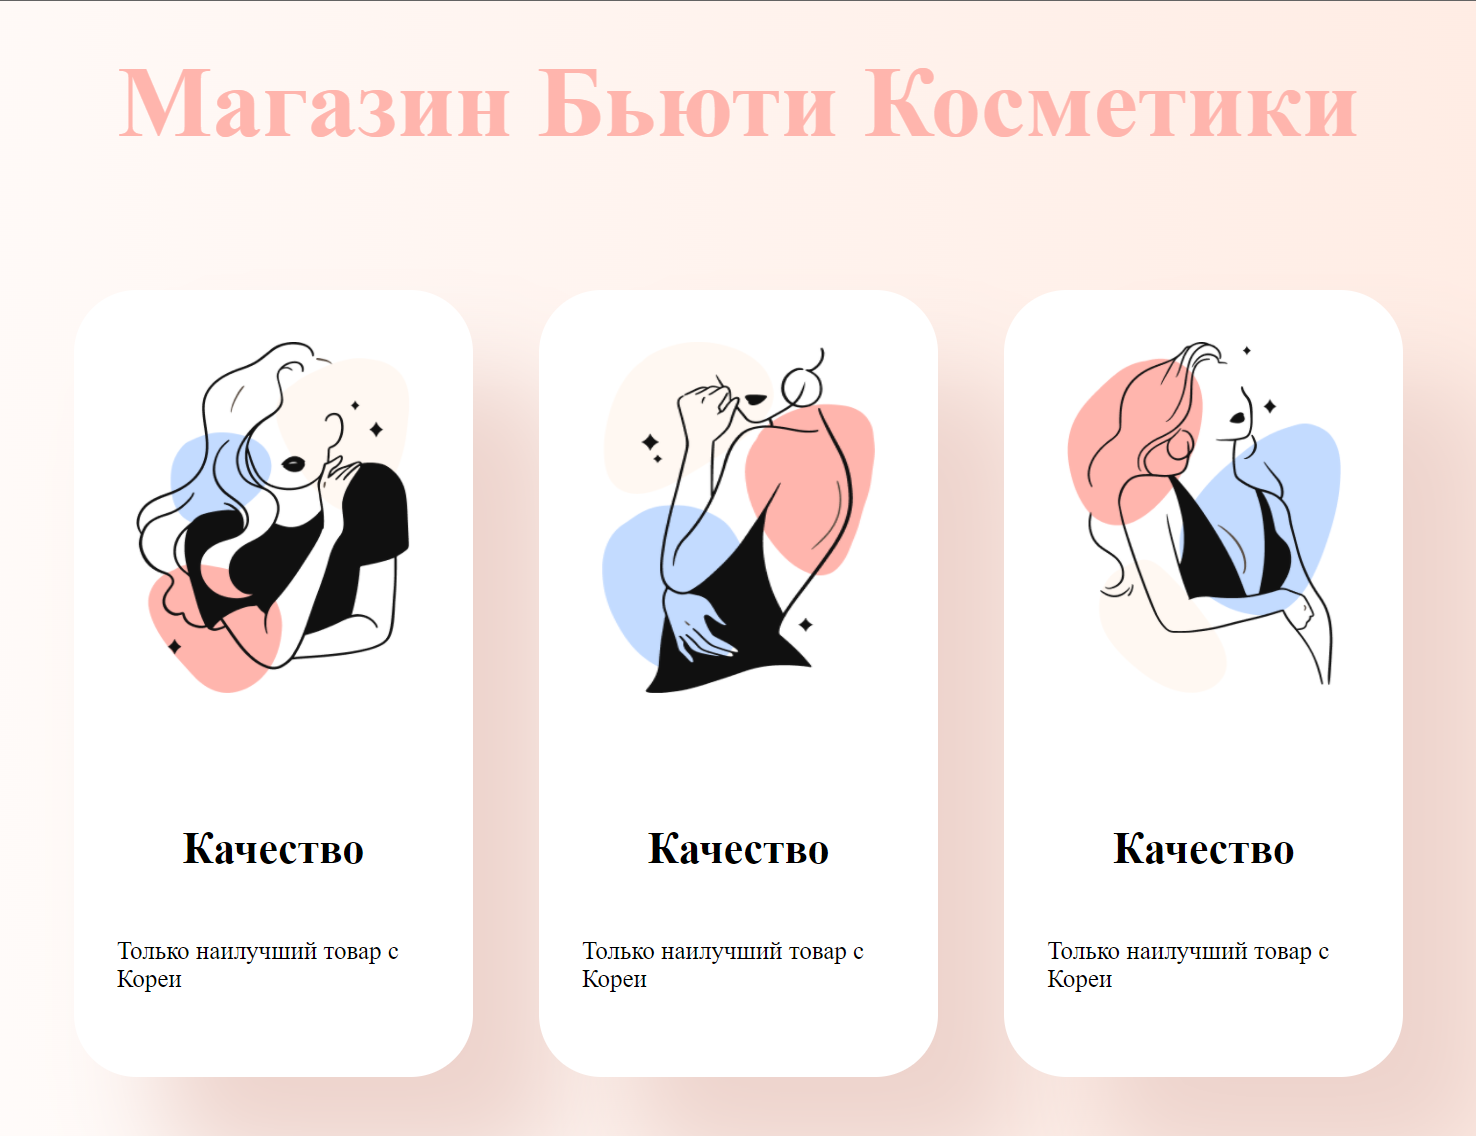 Магазин Бьюти Косметики
Качество
Только наилучший товар с
Кореи
Качество
Только наилучший товар с
Кореи
Качество
Только наилучший товар с
Кореи